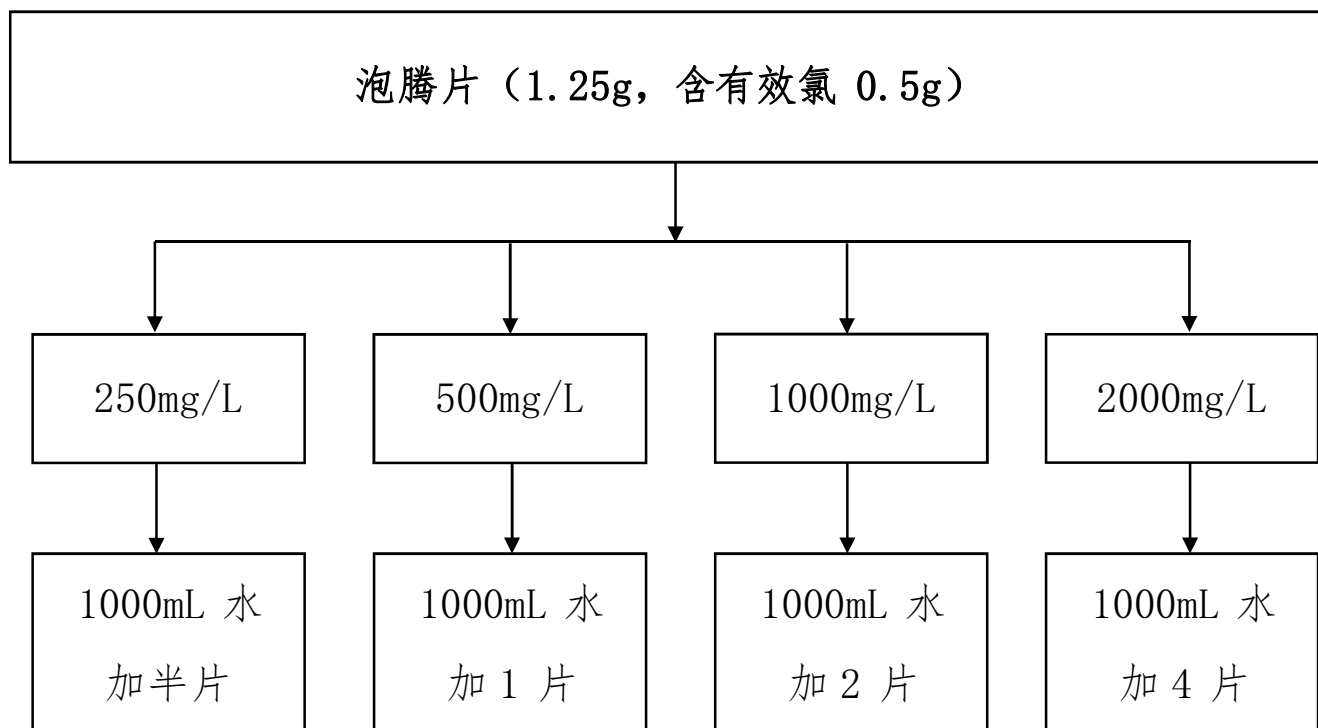 泡腾片（1.25g，含有效氯 0.5g）
250mg/L
500mg/L
1000mg/L
2000mg/L
1000mL 水
加半片
1000mL 水
加 1 片
1000mL 水
加 2 片
1000mL 水
加 4 片